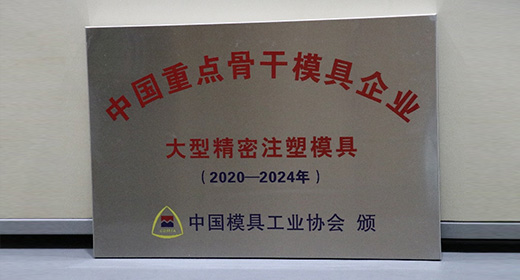 中国重点骨干模具企业
大型精密注塑模具
（2020—2024年）
中国模具工业协会 颁